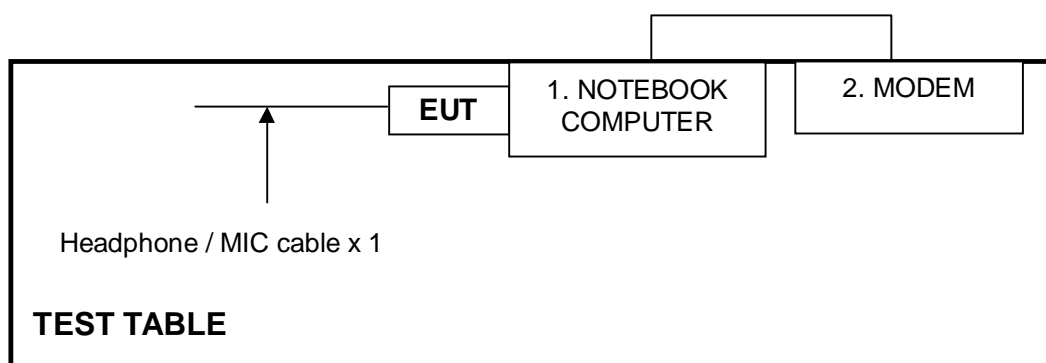 EUT
1. NOTEBOOK
COMPUTER
2. MODEM
Headphone / MIC cable x 1
TEST TABLE